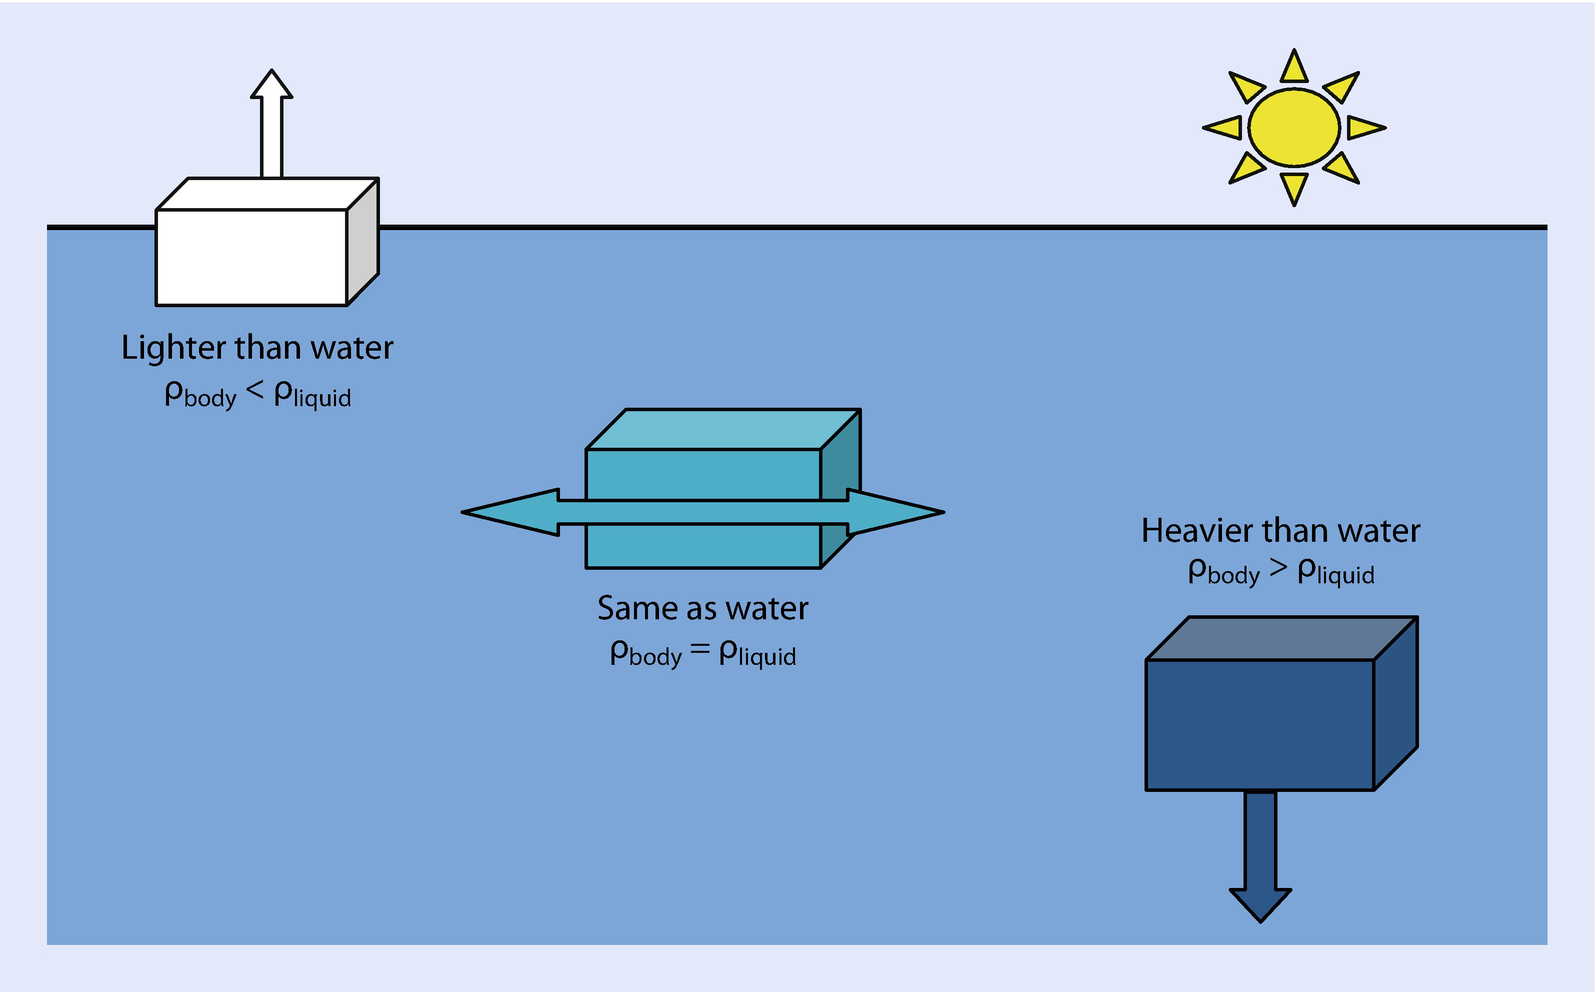 Lighter than water
ρbody < ρliquid
Same as water
ρbody = ρliquid
Heavier than water
ρbody > ρliquid